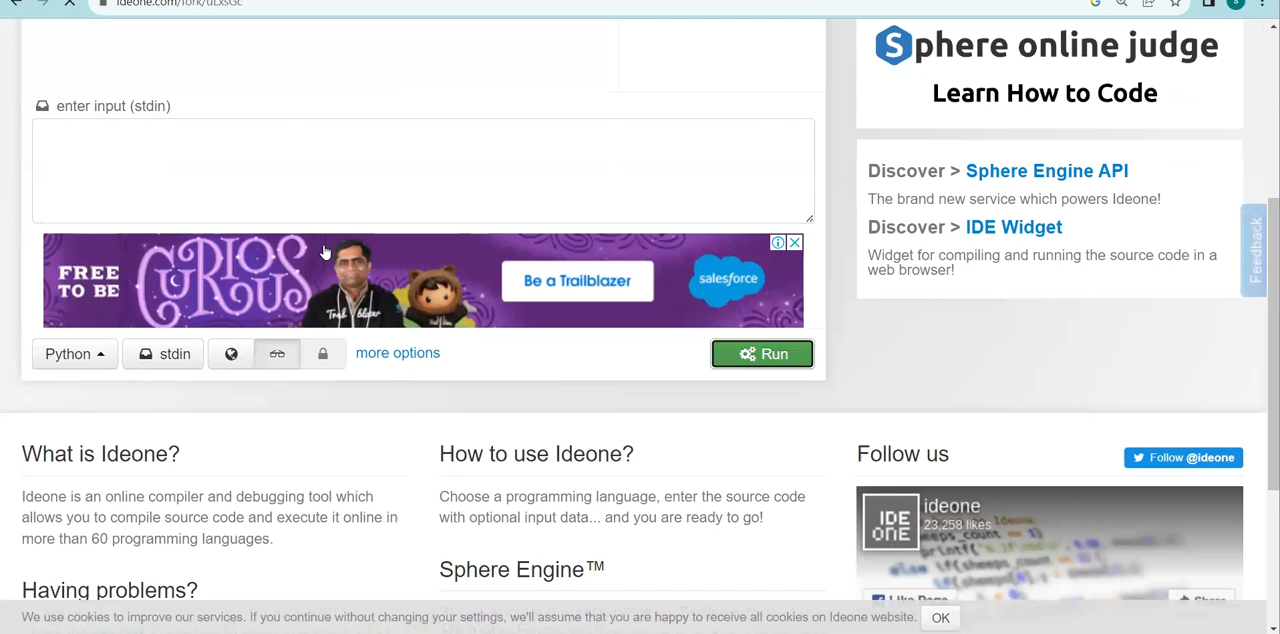 ideone.com/fork/uLxsGc
S
Sphere online judge
Learn How to Code
enter input (stdin)
Discover > Sphere Engine API
The brand new service which powers Ideone!
Discover > IDE Widget
Widget for compiling and running the source code in a
web browser!
Feedback
FREE
TO BE
CURIOS
CURIOUS
Trailblazer
Be a Trailblazer
salesforce
Python
stdin
more options
Run
What is Ideone?
Ideone is an online compiler and debugging tool which
allows you to compile source code and execute it online in
more than 60 programming languages.
Having problems?
How to use Ideone?
Choose a programming language, enter the source code
with optional input data... and you are ready to go!
Sphere Engine™
Follow us
Follow @ideone
IDE
ONE
ideone
23,258 likes
Like Page
Share
We use cookies to improve our services. If you continue without changing your settings, we'll assume that you are happy to receive all cookies on Ideone website.
OK